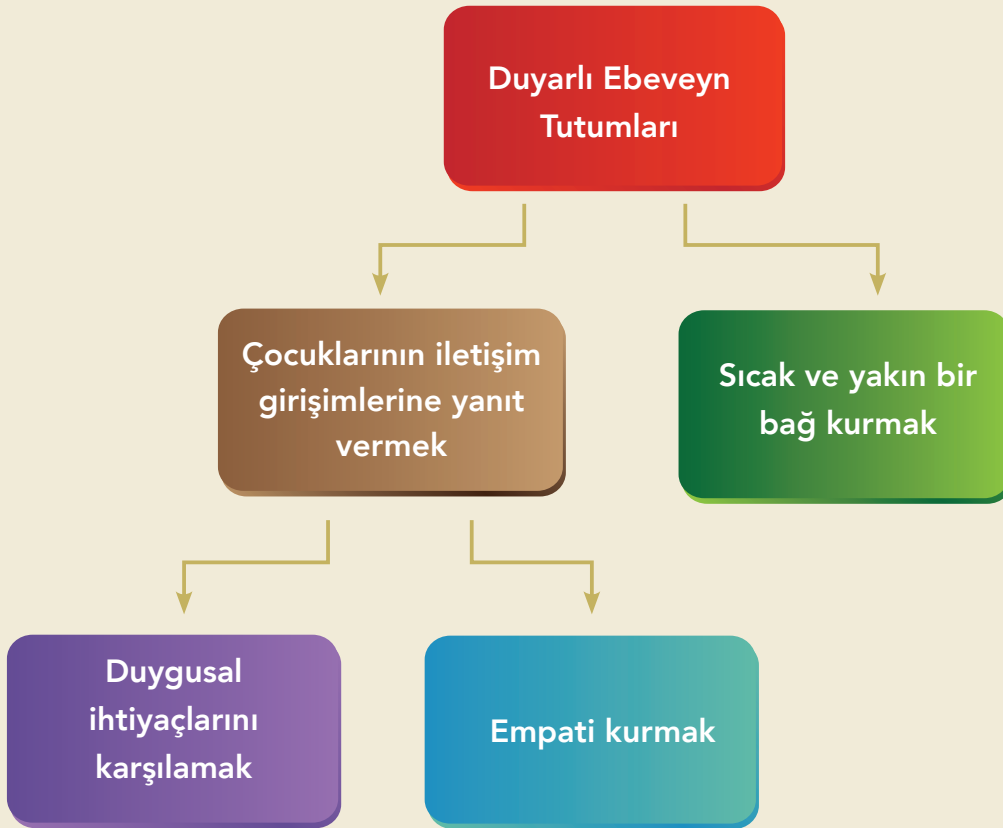 Duyarlı Ebeveyn
Tutumları
Çocuklarının iletişim
girişimlerine yanıt
vermek
Sıcak ve yakın bir
bağ kurmak
Duygusal
ihtiyaçlarını
karşılamak
Empati kurmak